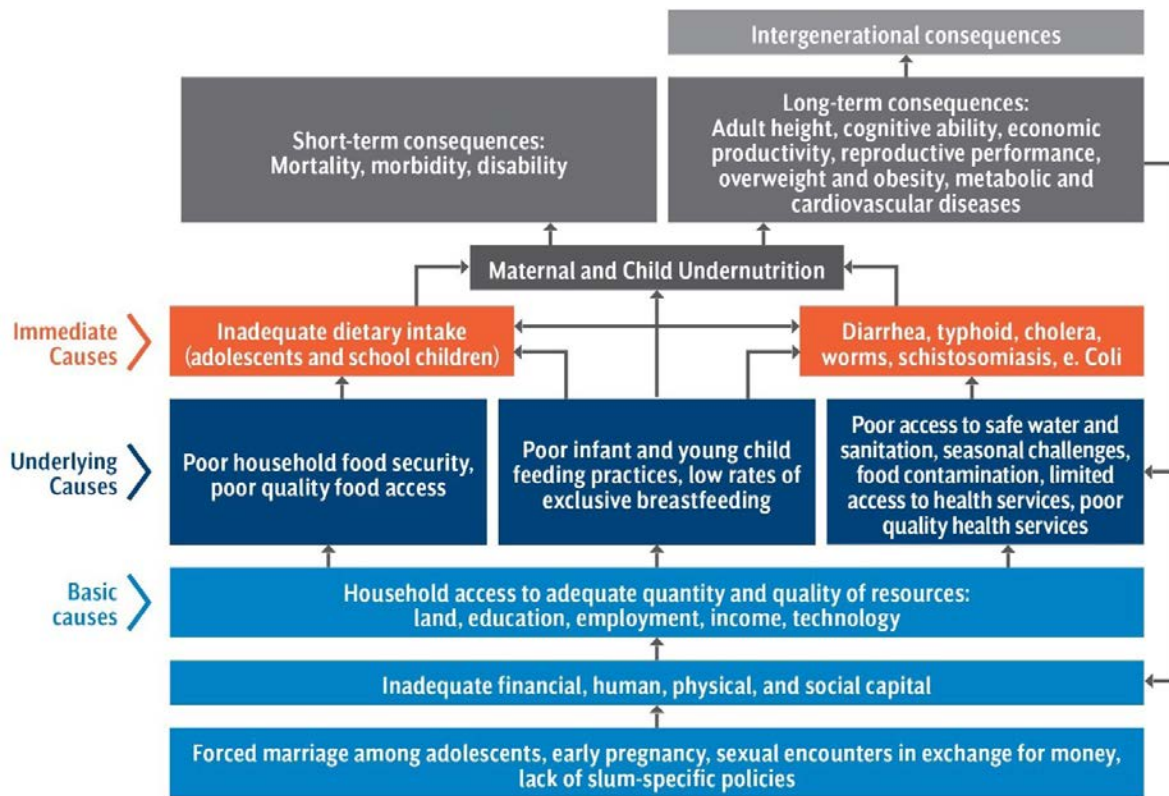 Intergenerational consequences
Short-term consequences:
Mortality, morbidity, disability
Long-term consequences:
Adult height, cognitive ability, economic
productivity, reproductive performance,
overweight and obesity, metabolic and
cardiovascular diseases
Maternal and Child Undernutrition
Immediate
Causes
Inadequate dietary intake
(adolescents and school children)
Diarrhea, typhoid, cholera,
worms, schistosomiasis, e. Coli
Underlying
Causes
Poor household food security,
poor quality food access
Poor infant and young child
feeding practices, low rates of
exclusive breastfeeding
Poor access to safe water and
sanitation, seasonal challenges,
food contamination, limited
access to health services, poor
quality health services
Basic
causes
Household access to adequate quantity and quality of resources:
land, education, employment, income, technology
Inadequate financial, human, physical, and social capital
Forced marriage among adolescents, early pregnancy, sexual encounters in exchange for money,
lack of slum-specific policies